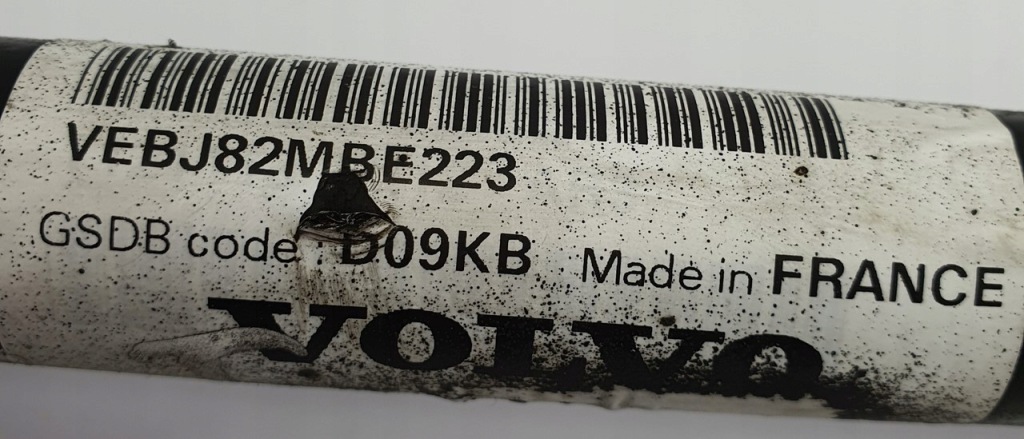 VEBJ82MBE223
GSDB code : D09KB Made in FRANCE
VOLVO